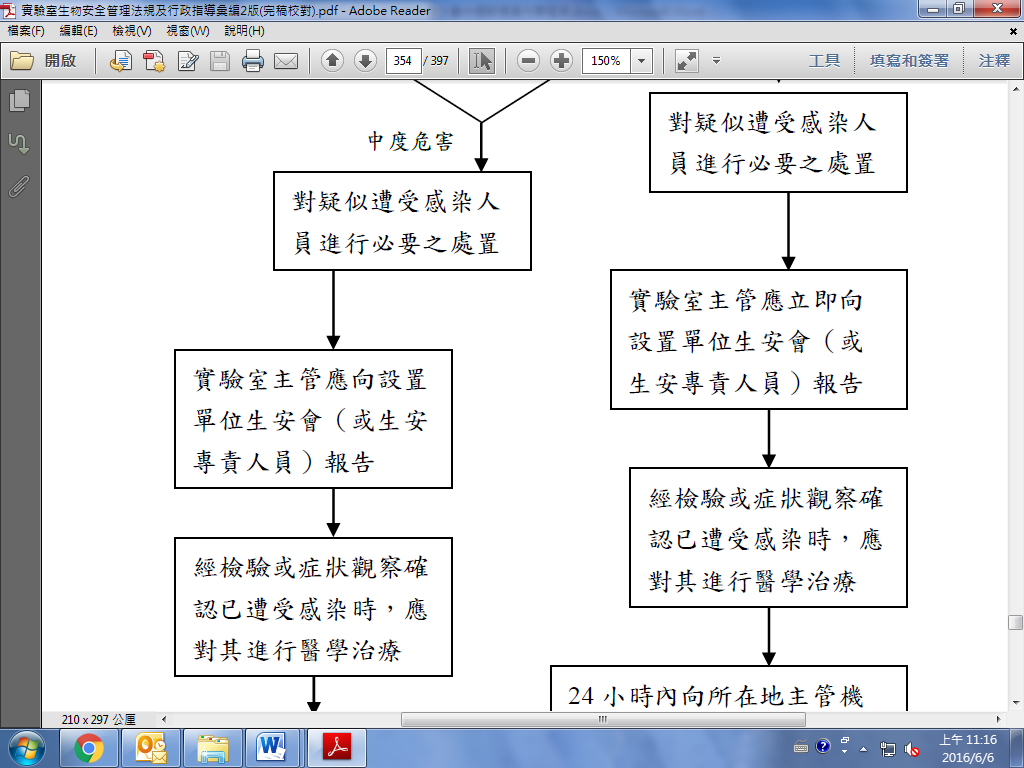 實驗室生物安全管理法規及行政指導彙編2版(完稿校對).pdf - Adobe Reader
檔案(F) 編輯(E) 檢視(V) 視窗(W) 說明(H)
開啟 354 / 397 150% 工具 填寫和簽署 注釋
中度危害
對疑似遭受感染人
員進行必要之處置
實驗室主管應向設置
單位生安會（或生安
專責人員）報告
經檢驗或症狀觀察確
認已遭受感染時，應
對其進行醫學治療
對疑似遭受感染人
員進行必要之處置
實驗室主管應立即向
設置單位生安會（或
生安專責人員）報告
經檢驗或症狀觀察確
認已遭受感染時，應
對其進行醫學治療
24 小時內向所在地主管機
210 x 297 公厘
上午 11:16
2016/6/6